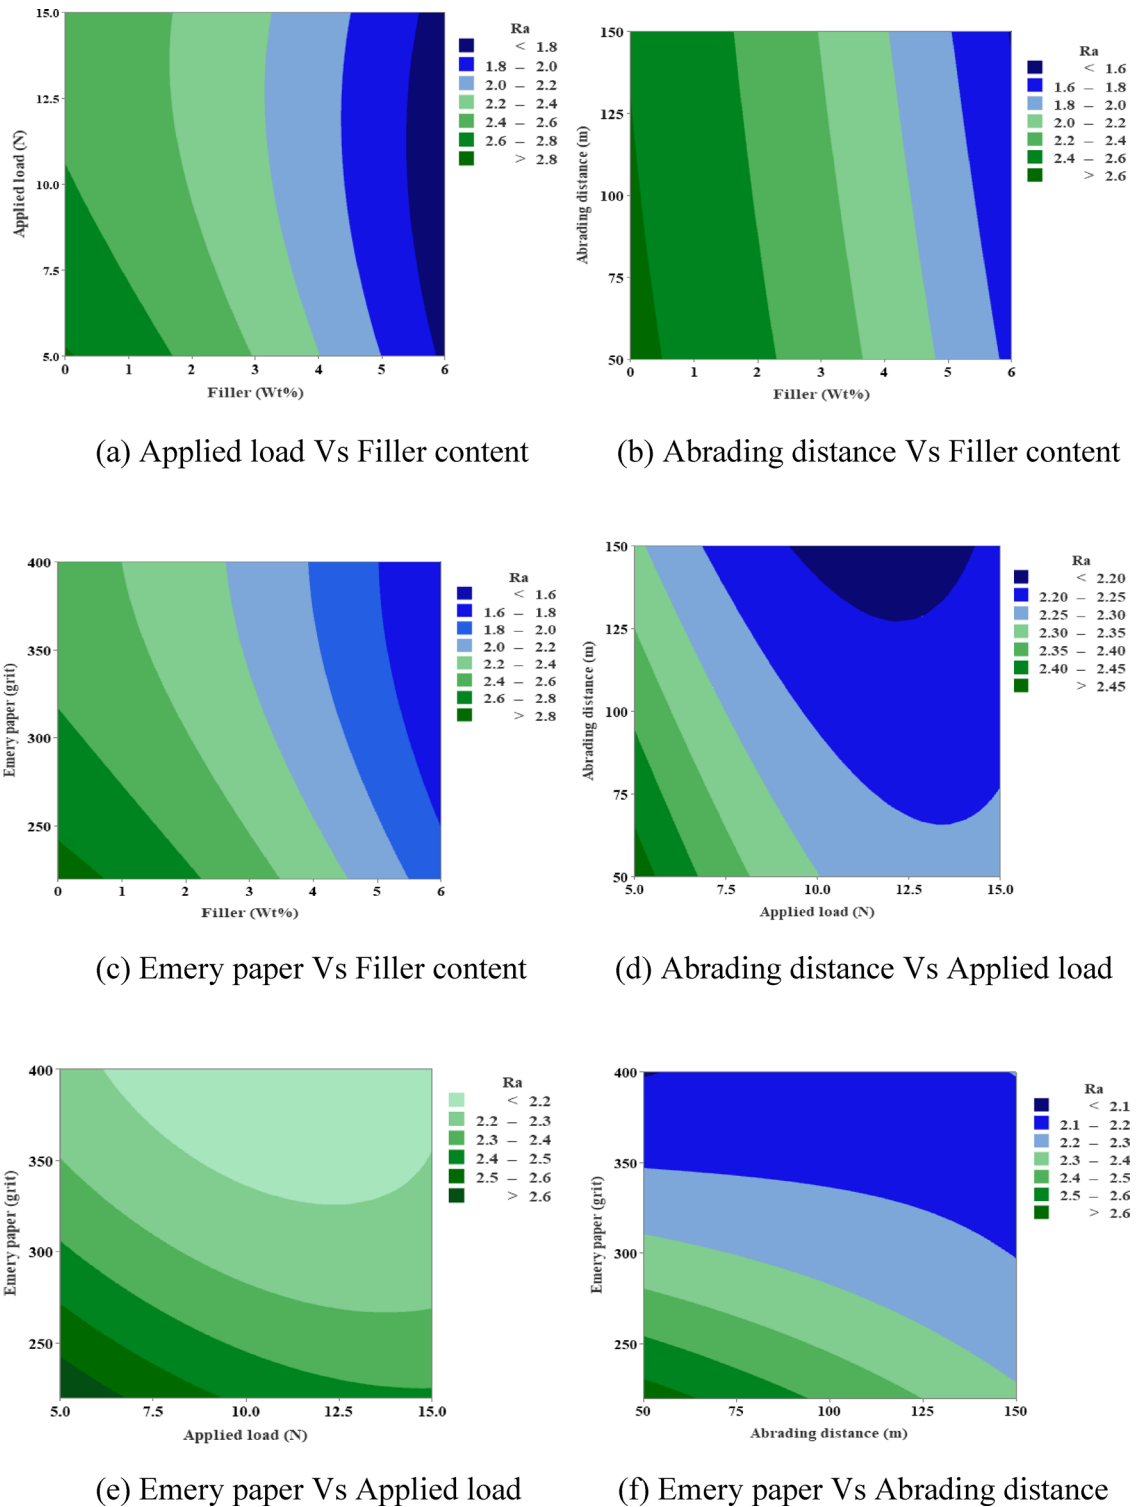 15.0
12.5
10.0
7.5
5.0
0 1 2 3 4 5 6
Applied load (N)
Filler (Wt%)
Ra
< 1.8
1.8 – 2.0
2.0 – 2.2
2.2 – 2.4
2.4 – 2.6
2.6 – 2.8
> 2.8
150
125
100
75
50
0 1 2 3 4 5 6
Abrading distance (m)
Filler (Wt%)
Ra
< 1.6
1.6 – 1.8
1.8 – 2.0
2.0 – 2.2
2.2 – 2.4
2.4 – 2.6
> 2.6
(a) Applied load Vs Filler content
(b) Abrading distance Vs Filler content
400
350
300
250
0 1 2 3 4 5 6
Emery paper (grit)
Filler (Wt%)
Ra
< 1.6
1.6 – 1.8
1.8 – 2.0
2.0 – 2.2
2.2 – 2.4
2.4 – 2.6
2.6 – 2.8
> 2.8
150
125
100
75
50
5.0 7.5 10.0 12.5 15.0
Abrading distance (m)
Applied load (N)
Ra
< 2.20
2.20 – 2.25
2.25 – 2.30
2.30 – 2.35
2.35 – 2.40
2.40 – 2.45
> 2.45
(c) Emery paper Vs Filler content
(d) Abrading distance Vs Applied load
400
350
300
250
5.0 7.5 10.0 12.5 15.0
Emery paper (grit)
Applied load (N)
Ra
< 2.2
2.2 – 2.3
2.3 – 2.4
2.4 – 2.5
2.5 – 2.6
> 2.6
400
350
300
250
50 75 100 125 150
Emery paper (grit)
Abrading distance (m)
Ra
< 2.1
2.1 – 2.2
2.2 – 2.3
2.3 – 2.4
2.4 – 2.5
2.5 – 2.6
> 2.6
(e) Emery paper Vs Applied load
(f) Emery paper Vs Abrading distance